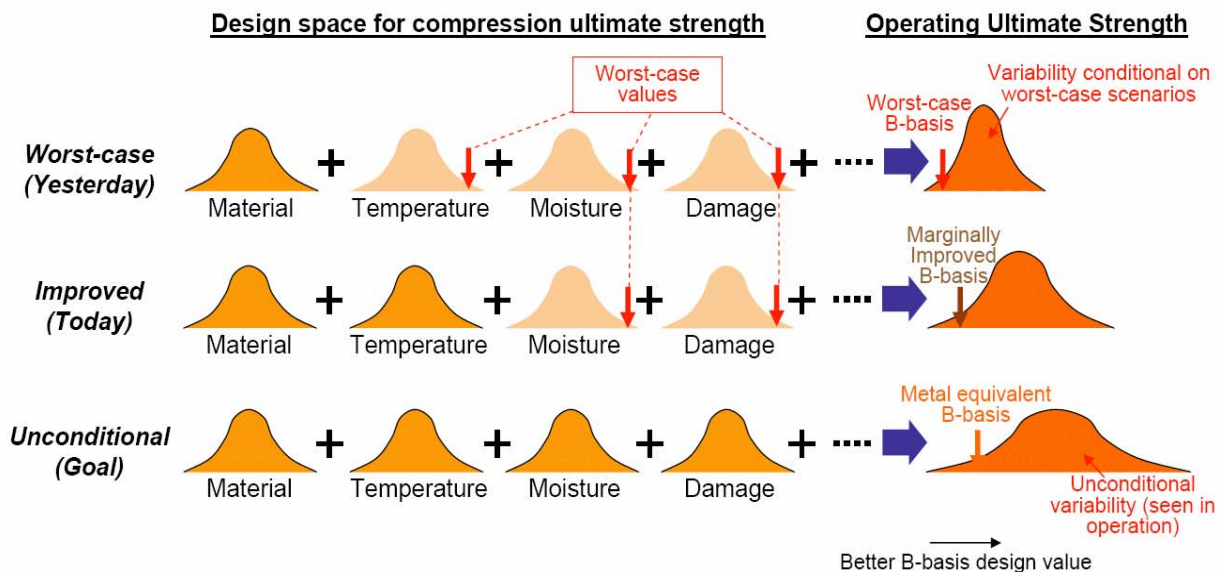 Design space for compression ultimate strength
Operating Ultimate Strength
Worst-case
values
Variability conditional on
worst-case scenarios
Worst-case
B-basis
Worst-case
(Yesterday)
+ + + + ....
Material
Temperature
Moisture
Damage
Marginally
Improved
B-basis
Improved
(Today)
+ + + + ....
Material
Temperature
Moisture
Damage
Metal equivalent
B-basis
Unconditional
(Goal)
+ + + + ....
Material
Temperature
Moisture
Damage
Unconditional
variability (seen in
operation)
Better B-basis design value